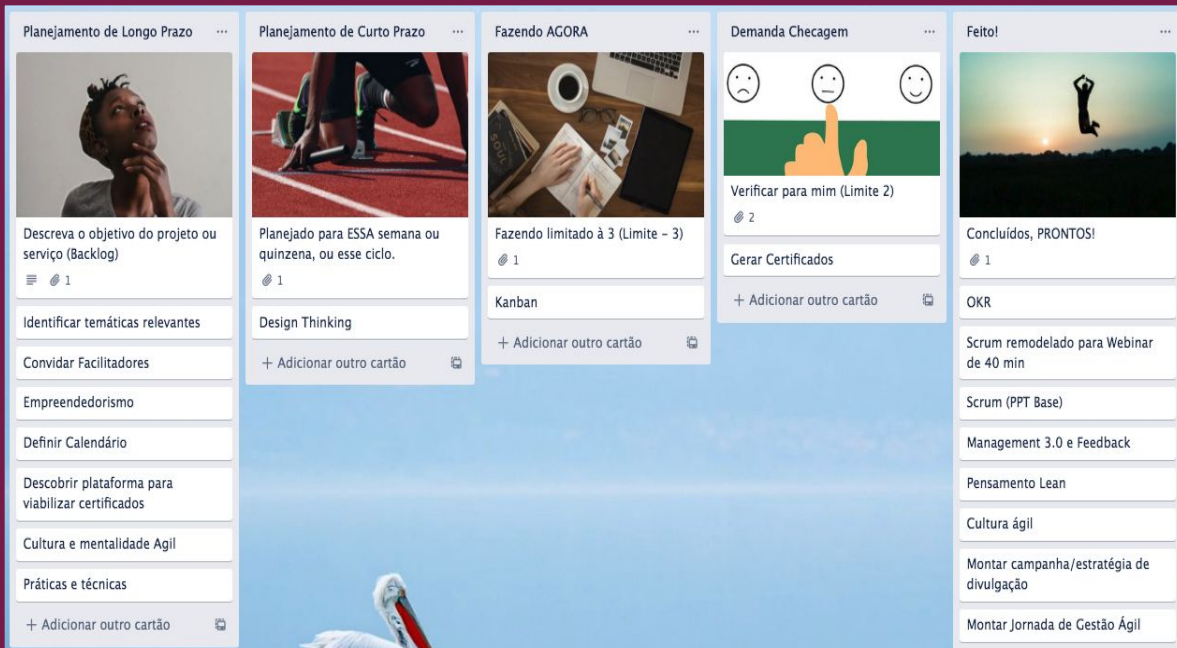 Planejamento de Longo Prazo
Descreva o objetivo do projeto ou
serviço (Backlog)
1
Identificar temáticas relevantes
Convidar Facilitadores
Empreendedorismo
Definir Calendário
Descobrir plataforma para
viabilizar certificados
Cultura e mentalidade Agil
Práticas e técnicas
+ Adicionar outro cartão
Planejamento de Curto Prazo
Planejado para ESSA semana ou
quinzena, ou esse ciclo.
1
Design Thinking
+ Adicionar outro cartão
Fazendo AGORA
SOUL
Fazendo limitado à 3 (Limite – 3)
1
Kanban
+ Adicionar outro cartão
Demanda Checagem
Verificar para mim (Limite 2)
2
Gerar Certificados
+ Adicionar outro cartão
Feito!
Concluídos, PRONTOS!
1
OKR
Scrum remodelado para Webinar
de 40 min
Scrum (PPT Base)
Management 3.0 e Feedback
Pensamento Lean
Cultura ágil
Montar campanha/estratégia de
divulgação
Montar Jornada de Gestão Ágil